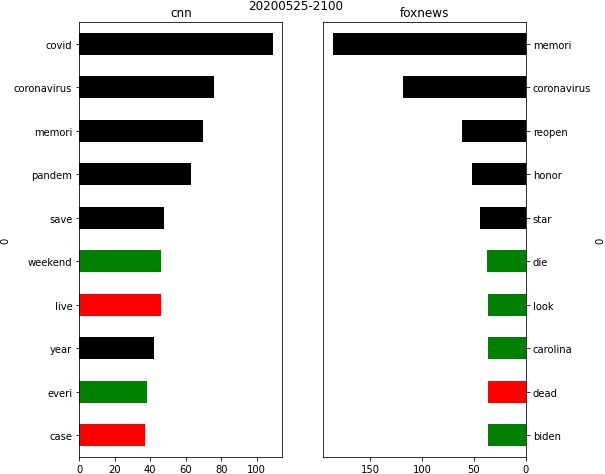 20200525-2100
cnn
foxnews
covid
coronavirus
memori
pandem
save
weekend
live
year
everi
case
0
0 20 40 60 80 100
memori
coronavirus
reopen
honor
star
die
look
carolina
dead
biden
0
150 100 50 0